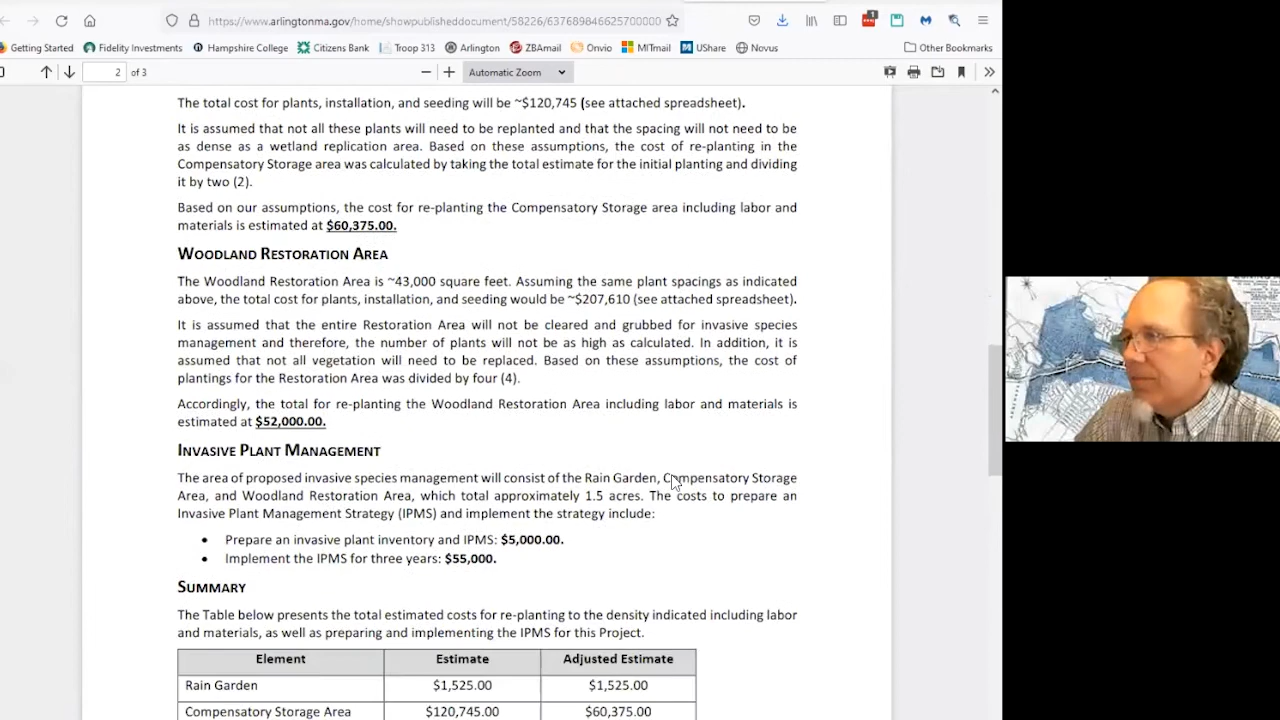 https://www.arlingtonma.gov/home/showpublisheddocument/58226/637689846625700000
1
Getting Started Fidelity Investments Hampshire College Citizens Bank Troop 313 Arlington ZBAmail Onvio MITmail UShare Novus Other Bookmarks
2 of 3 Automatic Zoom
The total cost for plants, installation, and seeding will be ~$120,745 (see attached spreadsheet).
It is assumed that not all these plants will need to be replanted and that the spacing will not need to be
as dense as a wetland replication area. Based on these assumptions, the cost of re-planting in the
Compensatory Storage area was calculated by taking the total estimate for the initial planting and dividing
it by two (2).
Based on our assumptions, the cost for re-planting the Compensatory Storage area including labor and
materials is estimated at $60,375.00.
WOODLAND RESTORATION AREA
The Woodland Restoration Area is ~43,000 square feet. Assuming the same plant spacings as indicated
above, the total cost for plants, installation, and seeding would be ~$207,610 (see attached spreadsheet).
It is assumed that the entire Restoration Area will not be cleared and grubbed for invasive species
management and therefore, the number of plants will not be as high as calculated. In addition, it is
assumed that not all vegetation will need to be replaced. Based on these assumptions, the cost of
plantings for the Restoration Area was divided by four (4).
Accordingly, the total for re-planting the Woodland Restoration Area including labor and materials is
estimated at $52,000.00.
INVASIVE PLANT MANAGEMENT
The area of proposed invasive species management will consist of the Rain Garden, Compensatory Storage
Area, and Woodland Restoration Area, which total approximately 1.5 acres. The costs to prepare an
Invasive Plant Management Strategy (IPMS) and implement the strategy include:
• Prepare an invasive plant inventory and IPMS: $5,000.00.
• Implement the IPMS for three years: $55,000.
SUMMARY
The Table below presents the total estimated costs for re-planting to the density indicated including labor
and materials, as well as preparing and implementing the IPMS for this Project.
Element Estimate Adjusted Estimate
Rain Garden $1,525.00 $1,525.00
Compensatory Storage Area $120,745.00 $60,375.00